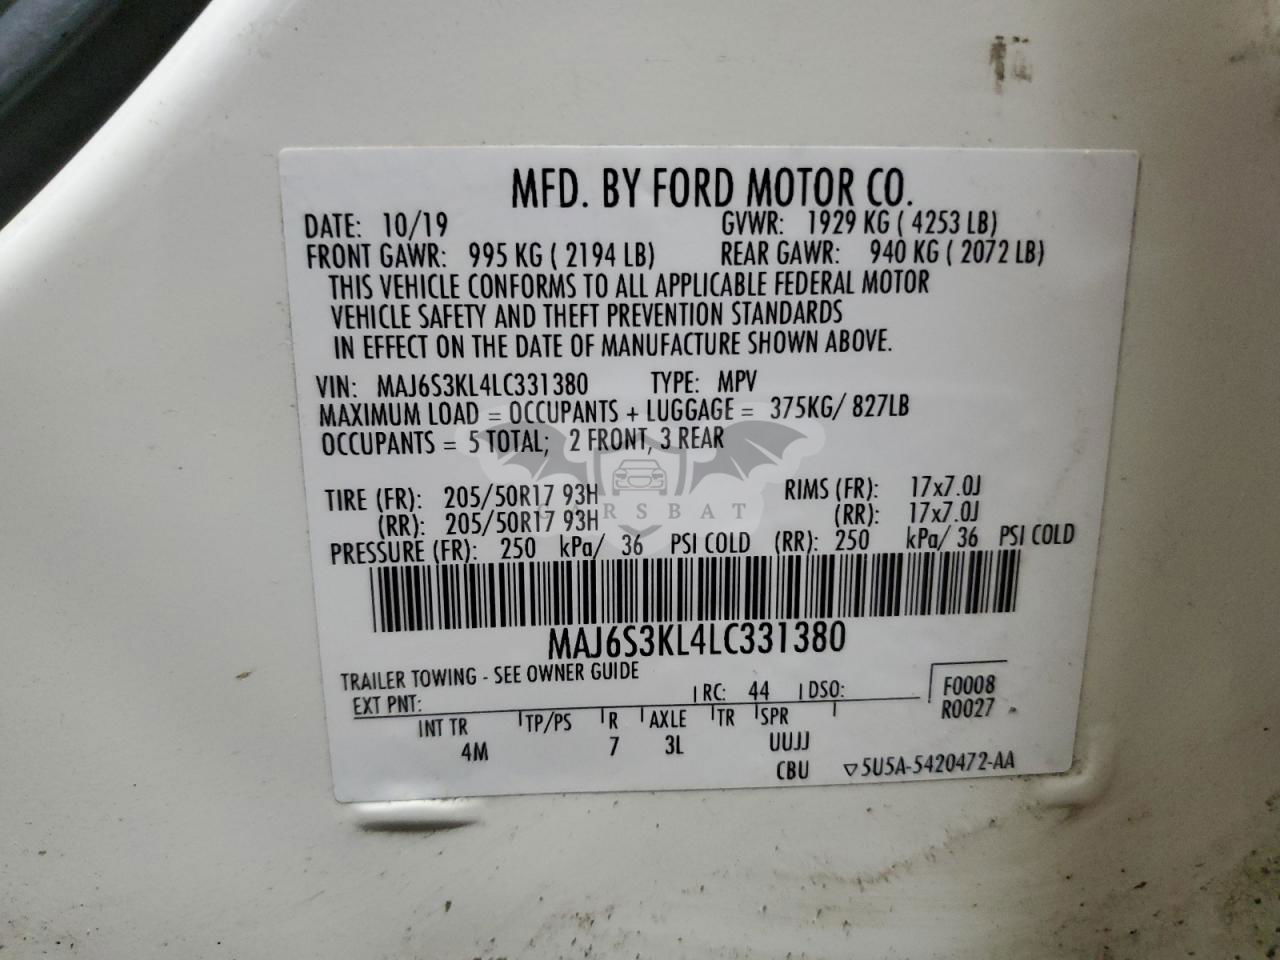 MFD. BY FORD MOTOR CO.
DATE: 10/19 GVWR: 1929 KG ( 4253 LB)
FRONT GAWR: 995 KG ( 2194 LB) REAR GAWR: 940 KG ( 2072 LB)
THIS VEHICLE CONFORMS TO ALL APPLICABLE FEDERAL MOTOR
VEHICLE SAFETY AND THEFT PREVENTION STANDARDS
IN EFFECT ON THE DATE OF MANUFACTURE SHOWN ABOVE.
VIN: MAJ6S3KL4LC331380 TYPE: MPV
MAXIMUM LOAD = OCCUPANTS + LUGGAGE = 375KG/ 827LB
OCCUPANTS = 5 TOTAL; 2 FRONT, 3 REAR
TIRE (FR): 205/50R17 93H RIMS (FR): 17x7.0J
(RR): 205/50R17 93H (RR): 17x7.0J
CARSBAT
PRESSURE (FR): 250 kPa/ 36 PSI COLD (RR): 250 kPa/ 36 PSI COLD
MAJ6S3KL4LC331380
TRAILER TOWING - SEE OWNER GUIDE
EXT PNT: RC: 44 DSO: F0008
R0027
INT TR TP/PS R AXLE TR SPR
4M 7 3L UUJJ
CBU ▽5U5A-5420472-AA